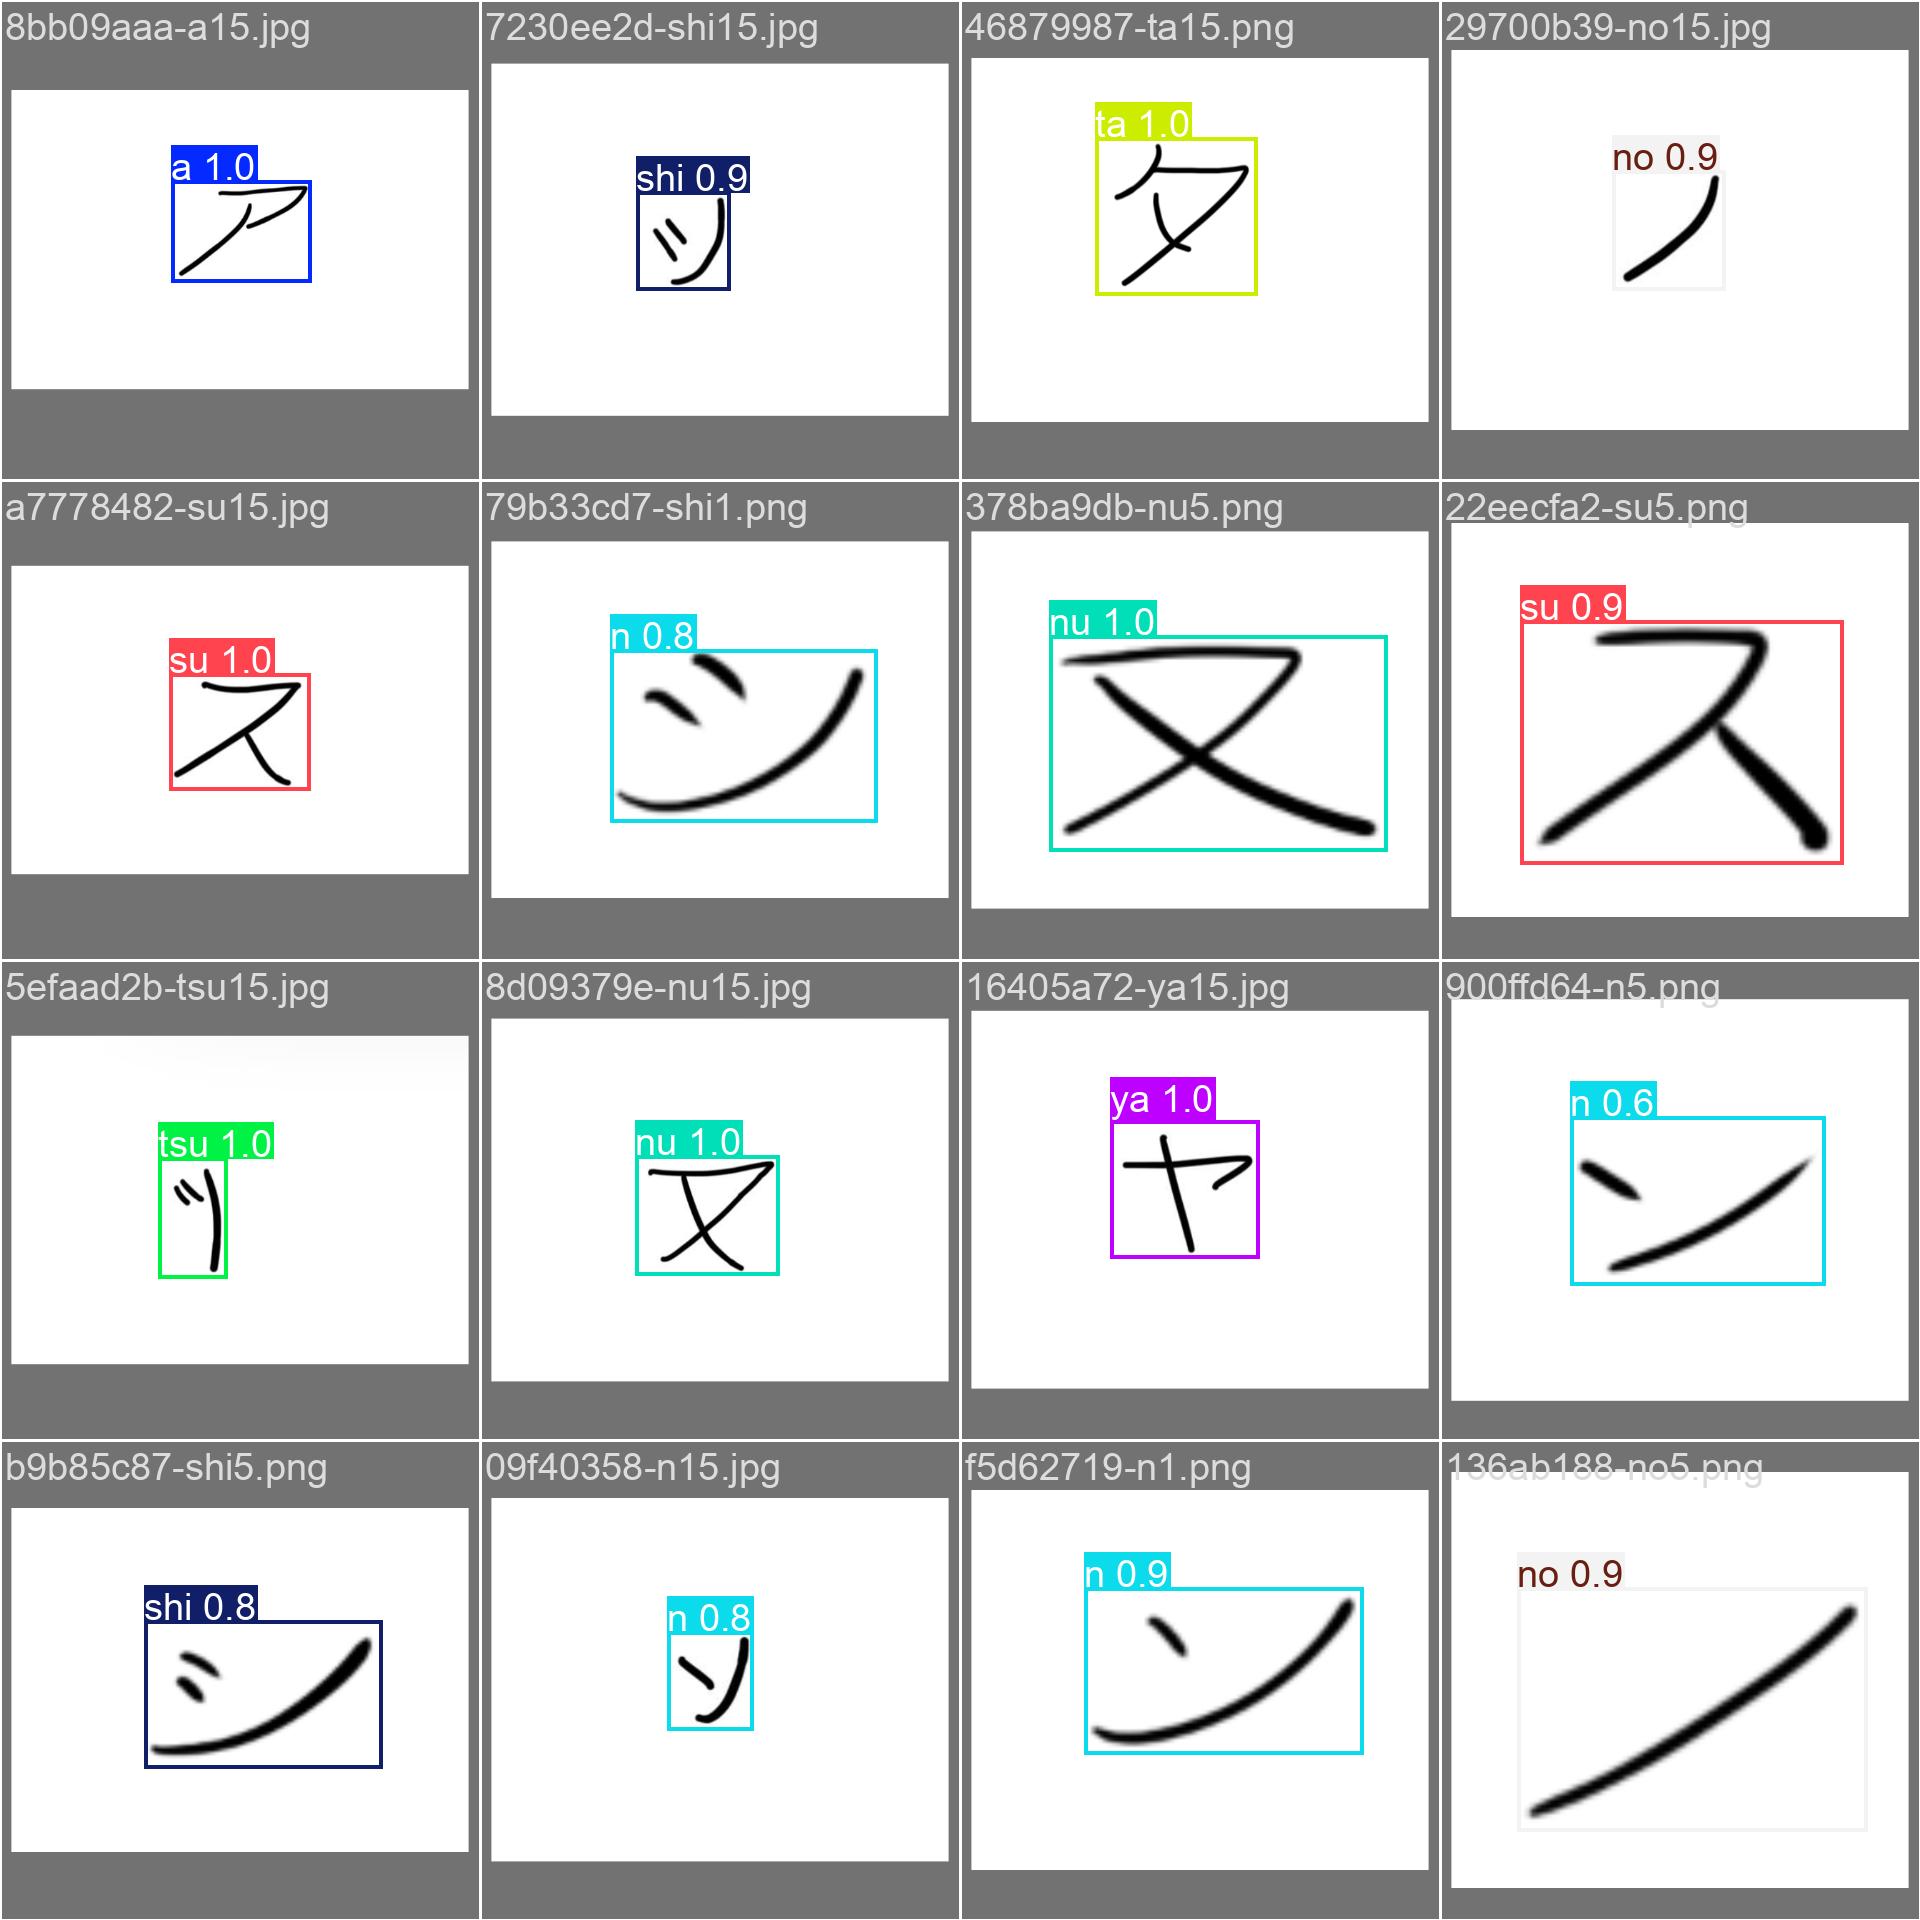 8bb09aaa-a15.jpg
a 1.0
ア
7230ee2d-shi15.jpg
shi 0.9
シ
46879987-ta15.png
ta 1.0
タ
29700b39-no15.jpg
no 0.9
ノ
a7778482-su15.jpg
su 1.0
ス
79b33cd7-shi1.png
n 0.8
シ
378ba9db-nu5.png
nu 1.0
ヌ
22eecfa2-su5.png
su 0.9
ス
5efaad2b-tsu15.jpg
tsu 1.0
ツ
8d09379e-nu15.jpg
nu 1.0
ヌ
16405a72-ya15.jpg
ya 1.0
ヤ
900ffd64-n5.png
n 0.6
ン
b9b85c87-shi5.png
shi 0.8
シ
09f40358-n15.jpg
n 0.8
ン
f5d62719-n1.png
n 0.9
ン
136ab188-no5.png
no 0.9
ノ